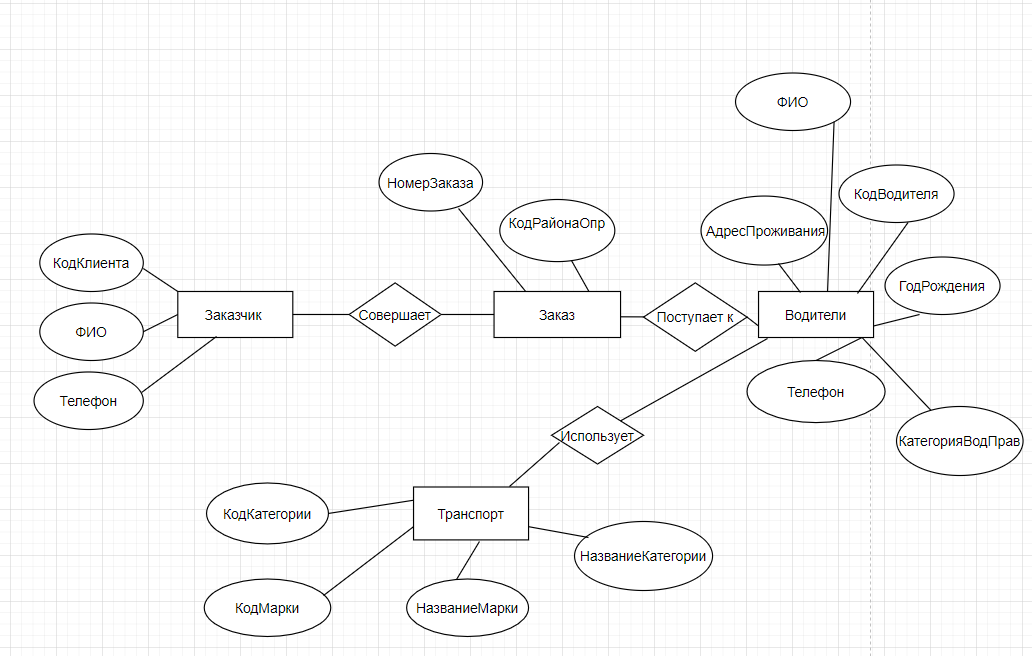 ФИО
НомерЗаказа
КодВодителя
КодРайонаОпр
АдресПроживания
КодКлиента
ГодРождения
Заказчик
Совершает
Заказ
Поступает к
Водители
ФИО
Телефон
Телефон
Использует
КатегорияВодПрав
КодКатегории
Транспорт
НазваниеКатегории
КодМарки
НазваниеМарки